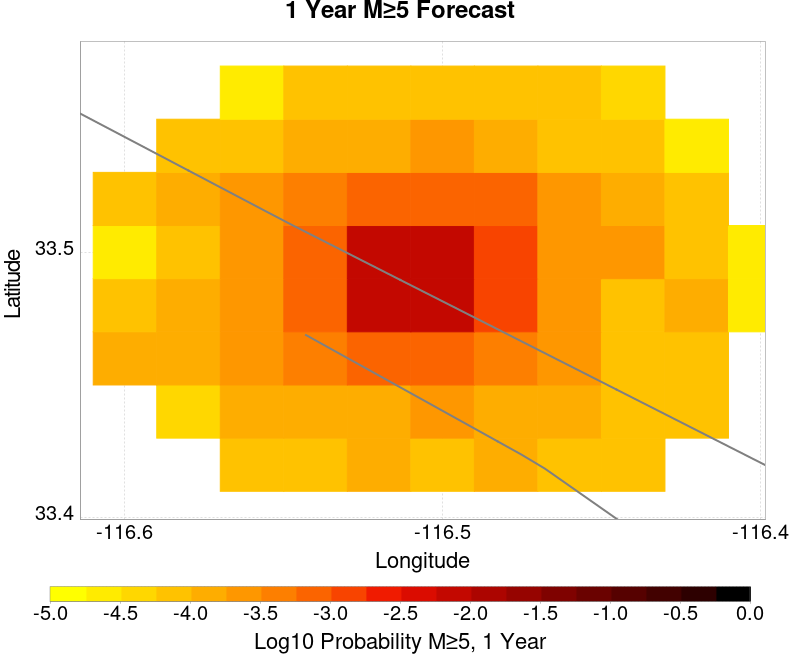 1 Year M≥5 Forecast
Latitude
33.5
33.4
-116.6 -116.5 -116.4
Longitude
-5.0 -4.5 -4.0 -3.5 -3.0 -2.5 -2.0 -1.5 -1.0 -0.5 0.0
Log10 Probability M≥5, 1 Year